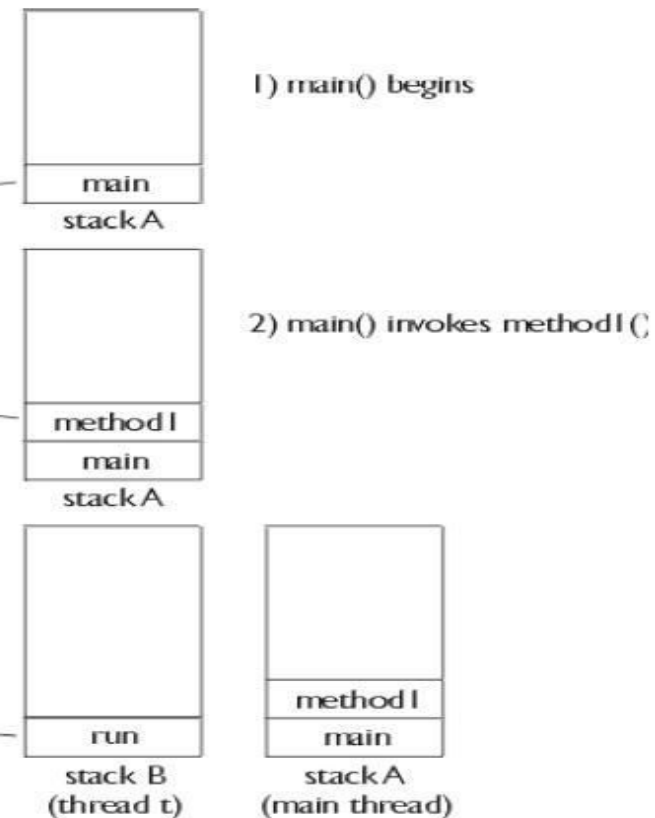 1) main() begins
main
stack A
2) main() invokes method1()
method1
main
stack A
run
stack B
(thread t)
method1
main
stack A
(main thread)